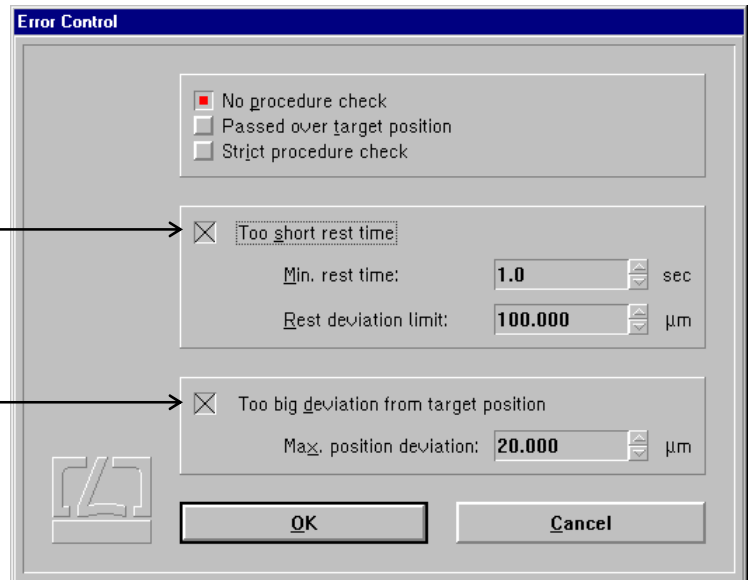 Error Control
No procedure check
Passed over target position
Strict procedure check
Too short rest time
Min. rest time: 1.0 sec
Rest deviation limit: 100.000 µm
Too big deviation from target position
Max. position deviation: 20.000 µm
OK Cancel